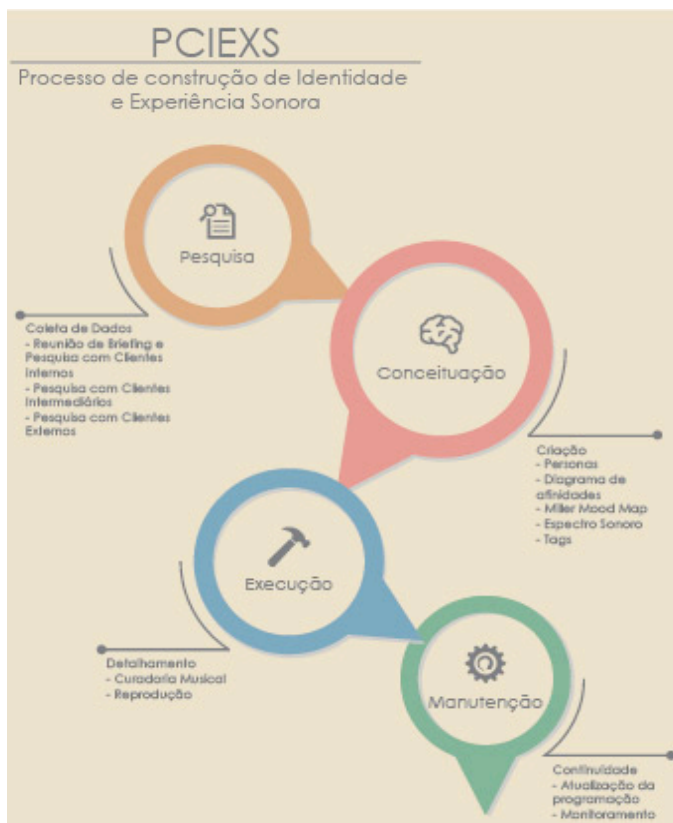 PCIEXS
Processo de construção de Identidade
e Experiência Sonora
Pesquisa
Coleta de Dados
- Reunião de Briefing e
Pesquisa com Clientes
Internos
- Pesquisa com Clientes
Intermediários
- Pesquisa com Clientes
Externos
Conceituação
Criação
- Personas
- Diagrama de
afinidades
- Miller Mood Map
- Espectro Sonoro
- Tags
Execução
Detalhamento
- Curadoria Musical
- Reprodução
Manutenção
Continuidade
- Atualização da
programação
- Monitoramento